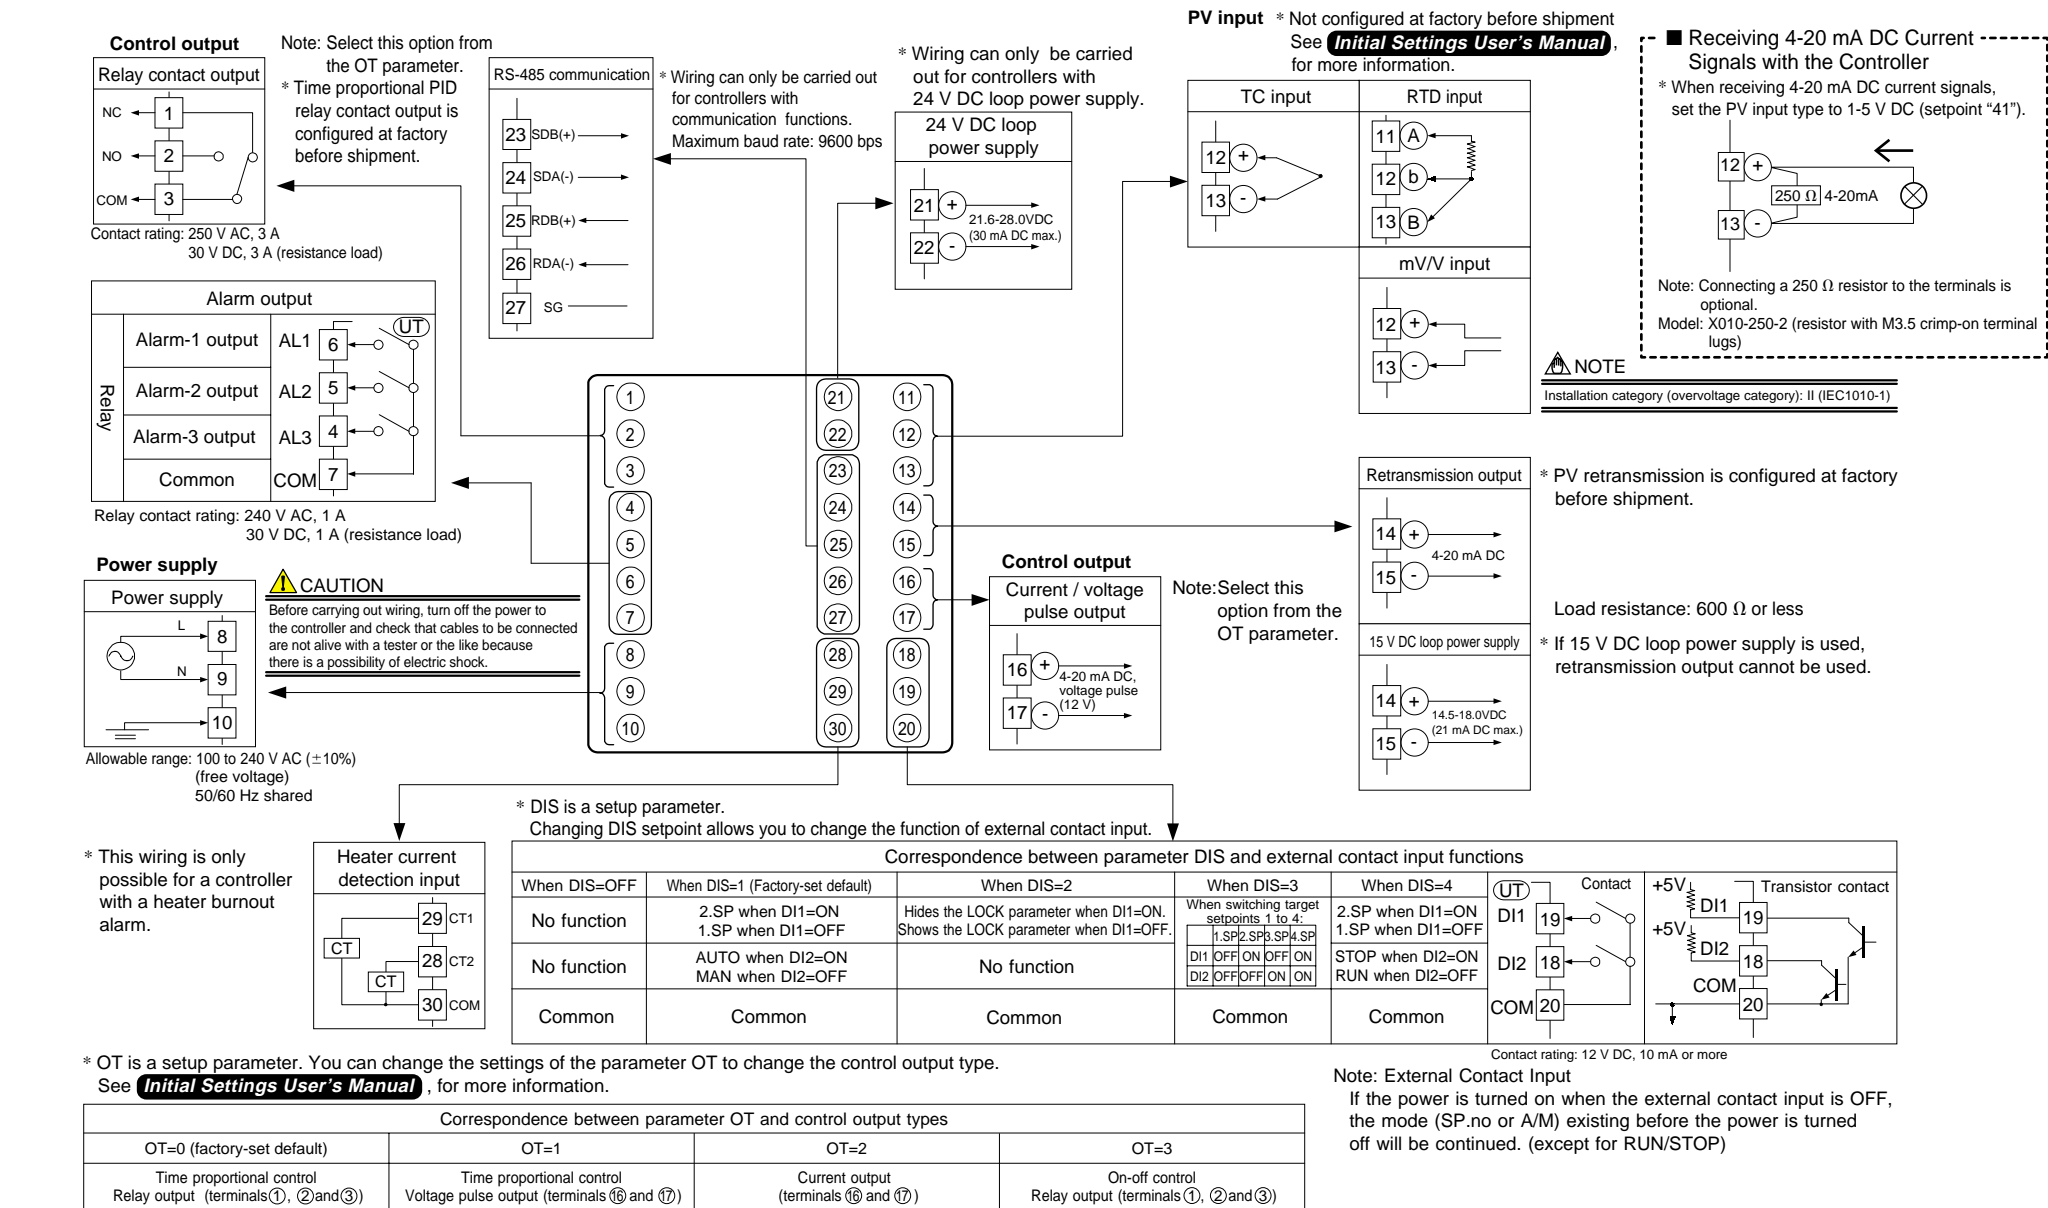 Control output
Relay contact output
NC
1
NO
2
COM
3
Contact rating: 250 V AC, 3 A
30 V DC, 3 A (resistance load)
Note: Select this option from
the OT parameter.
* Time proportional PID
relay contact output is
configured at factory
before shipment.
RS-485 communication
23 SDB(+)
24 SDA(-)
25 RDB(+)
26 RDA(-)
27 SG
* Wiring can only be carried out
for controllers with
communication functions.
Maximum baud rate: 9600 bps
* Wiring can only be carried
out for controllers with
24 V DC loop power supply.
24 V DC loop
power supply
21 +
21.6-28.0VDC
(30 mA DC max.)
22 -
PV input * Not configured at factory before shipment
See Initial Settings User's Manual ,
for more information.
TC input
12 +
13 -
RTD input
11 A
12 b
13 B
mV/V input
12 +
13 -
■ Receiving 4-20 mA DC Current
Signals with the Controller
* When receiving 4-20 mA DC current signals,
set the PV input type to 1-5 V DC (setpoint “41”).
12 +
250 Ω 4-20mA
13 -
Note: Connecting a 250 Ω resistor to the terminals is
optional.
Model: X010-250-2 (resistor with M3.5 crimp-on terminal
lugs)
NOTE
Installation category (overvoltage category): II (IEC1010-1)
Alarm output
Relay
UT
Alarm-1 output AL1 6
Alarm-2 output AL2 5
Alarm-3 output AL3 4
Common COM 7
Relay contact rating: 240 V AC, 1 A
30 V DC, 1 A (resistance load)
1 21 11
2 22 12
3 23 13
4 24 14
5 25 15
6 26 16
7 27 17
8 28 18
9 29 19
10 30 20
Power supply
Power supply
L 8
N 9
10
Allowable range: 100 to 240 V AC (±10%)
(free voltage)
50/60 Hz shared
CAUTION
Before carrying out wiring, turn off the power to
the controller and check that cables to be connected
are not alive with a tester or the like because
there is a possibility of electric shock.
Control output
Current / voltage
pulse output
16 +
4-20 mA DC,
voltage pulse
(12 V)
17 -
Note:Select this
option from the
OT parameter.
Retransmission output
14 +
4-20 mA DC
15 -
15 V DC loop power supply
14 +
14.5-18.0VDC
(21 mA DC max.)
15 -
* PV retransmission is configured at factory
before shipment.
Load resistance: 600 Ω or less
* If 15 V DC loop power supply is used,
retransmission output cannot be used.
* This wiring is only
possible for a controller
with a heater burnout
alarm.
Heater current
detection input
29 CT1
CT
28 CT2
CT
30 COM
* DIS is a setup parameter.
Changing DIS setpoint allows you to change the function of external contact input.
Correspondence between parameter DIS and external contact input functions
When DIS=OFF
No function
No function
Common
When DIS=1 (Factory-set default)
2.SP when DI1=ON
1.SP when DI1=OFF
AUTO when DI2=ON
MAN when DI2=OFF
Common
When DIS=2
Hides the LOCK parameter when DI1=ON.
Shows the LOCK parameter when DI1=OFF.
No function
Common
When DIS=3
When switching target
setpoints 1 to 4:
1.SP 2.SP 3.SP 4.SP
DI1 OFF ON OFF ON
DI2 OFF OFF ON ON
Common
When DIS=4
2.SP when DI1=ON
1.SP when DI1=OFF
STOP when DI2=ON
RUN when DI2=OFF
Common
UT Contact
DI1 19
DI2 18
COM 20
+5V Transistor contact
DI1 19
+5V
DI2 18
COM
20
Contact rating: 12 V DC, 10 mA or more
* OT is a setup parameter. You can change the settings of the parameter OT to change the control output type.
See Initial Settings User's Manual , for more information.
Note: External Contact Input
If the power is turned on when the external contact input is OFF,
the mode (SP.no or A/M) existing before the power is turned
off will be continued. (except for RUN/STOP)
Correspondence between parameter OT and control output types
OT=0 (factory-set default)
Time proportional control
Relay output (terminals①, ②and③)
OT=1
Time proportional control
Voltage pulse output (terminals ⑯ and ⑰)
OT=2
Current output
(terminals ⑯ and ⑰)
OT=3
On-off control
Relay output (terminals ①, ②and③)